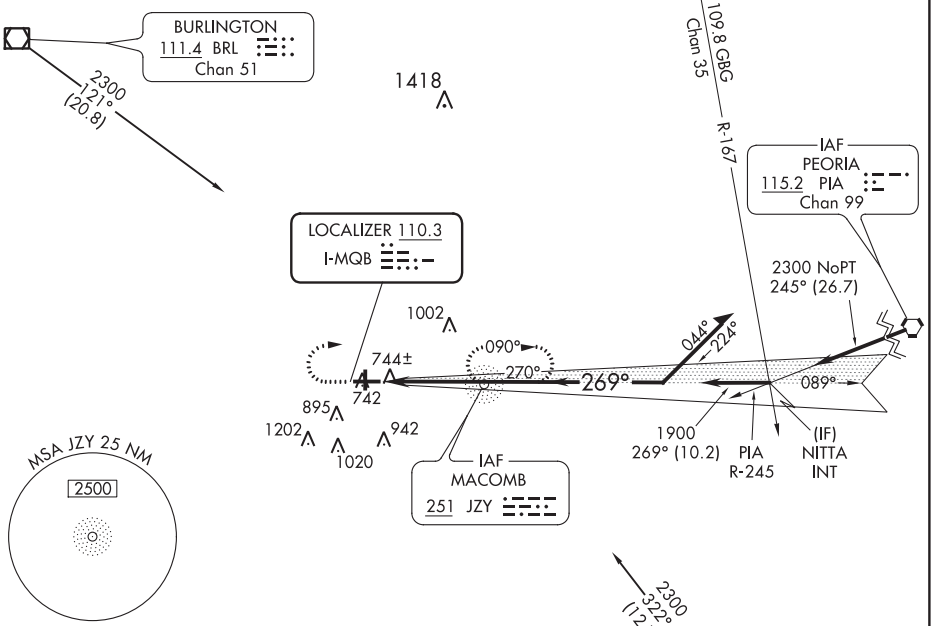 BURLINGTON
111.4 BRL
Chan 51
2300
121°
(20.8)
1418
109.8 GBG
Chan 35
R-167
IAF
PEORIA
115.2 PIA
Chan 99
LOCALIZER 110.3
I-MQB
2300 NoPT
245° (26.7)
1002
044°
224°
090°
744±
270°
269°
089°
742
895
1202
942
1020
1900
269° (10.2)
PIA
R-245
(IF)
NITTA
INT
IAF
MACOMB
251 JZY
MSA JZY 25 NM
2500
2300
322°
(12.